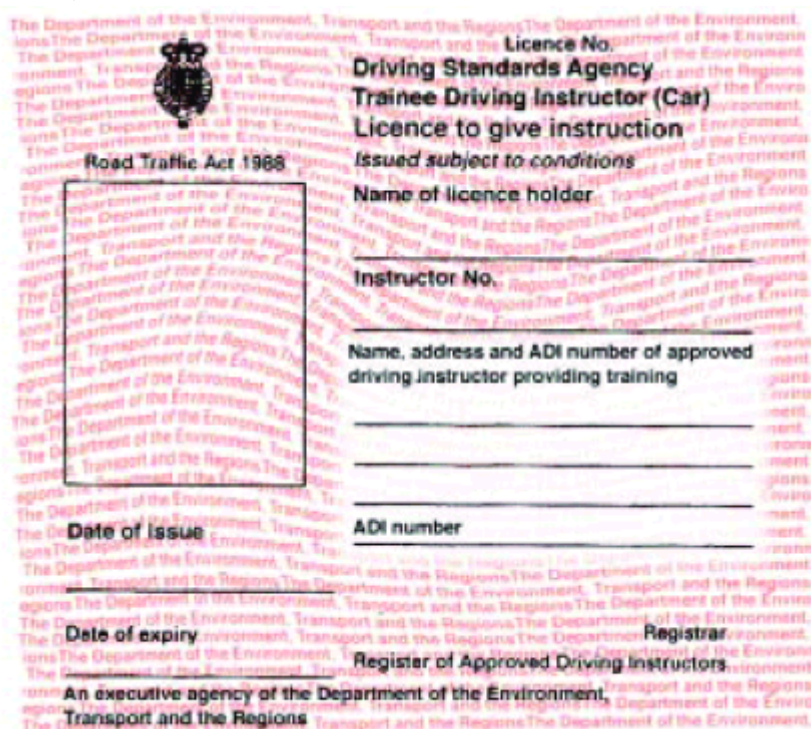 Licence No.
Driving Standards Agency
Trainee Driving Instructor (Car)
Licence to give instruction
Road Traffic Act 1988
Issued subject to conditions
Name of licence holder
Instructor No.
Name, address and ADI number of approved
driving instructor providing training
Date of Issue
ADI number
Date of expiry
Registrar
Register of Approved Driving Instructors
An executive agency of the Department of the Environment,
Transport and the Regions